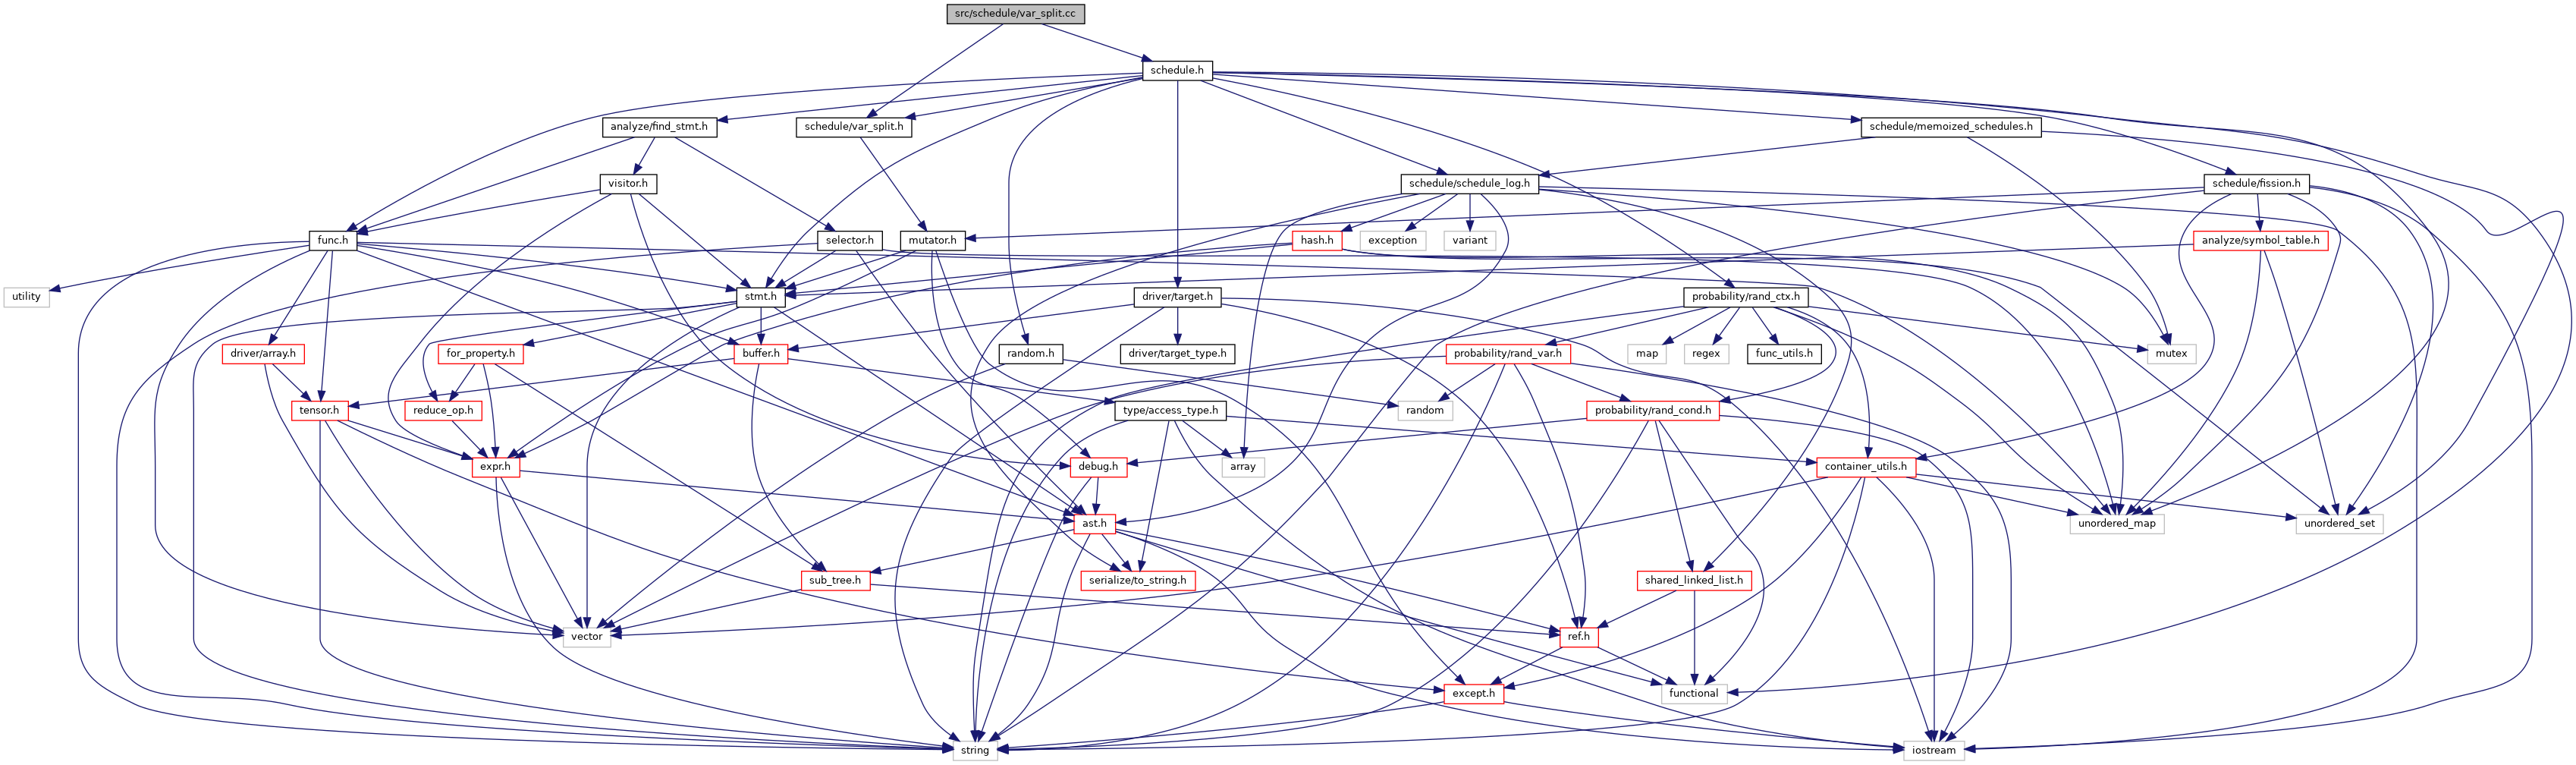 src/schedule/var_split.cc
schedule.h
analyze/find_stmt.h
schedule/var_split.h
schedule/memoized_schedules.h
visitor.h
schedule/schedule_log.h
schedule/fission.h
func.h
selector.h
mutator.h
hash.h
exception
variant
analyze/symbol_table.h
utility
stmt.h
driver/target.h
probability/rand_ctx.h
driver/array.h
for_property.h
buffer.h
random.h
driver/target_type.h
probability/rand_var.h
map
regex
func_utils.h
mutex
tensor.h
reduce_op.h
type/access_type.h
random
probability/rand_cond.h
expr.h
debug.h
array
container_utils.h
ast.h
unordered_map
unordered_set
sub_tree.h
serialize/to_string.h
shared_linked_list.h
vector
ref.h
except.h
functional
string
iostream